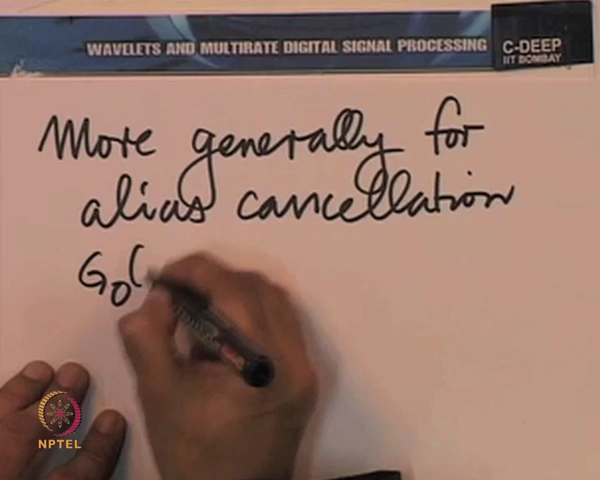 WAVELETS AND MULTIRATE DIGITAL SIGNAL PROCESSING
C-DEEP
IIT BOMBAY
More generally for
alias cancellation
G0(
NPTEL